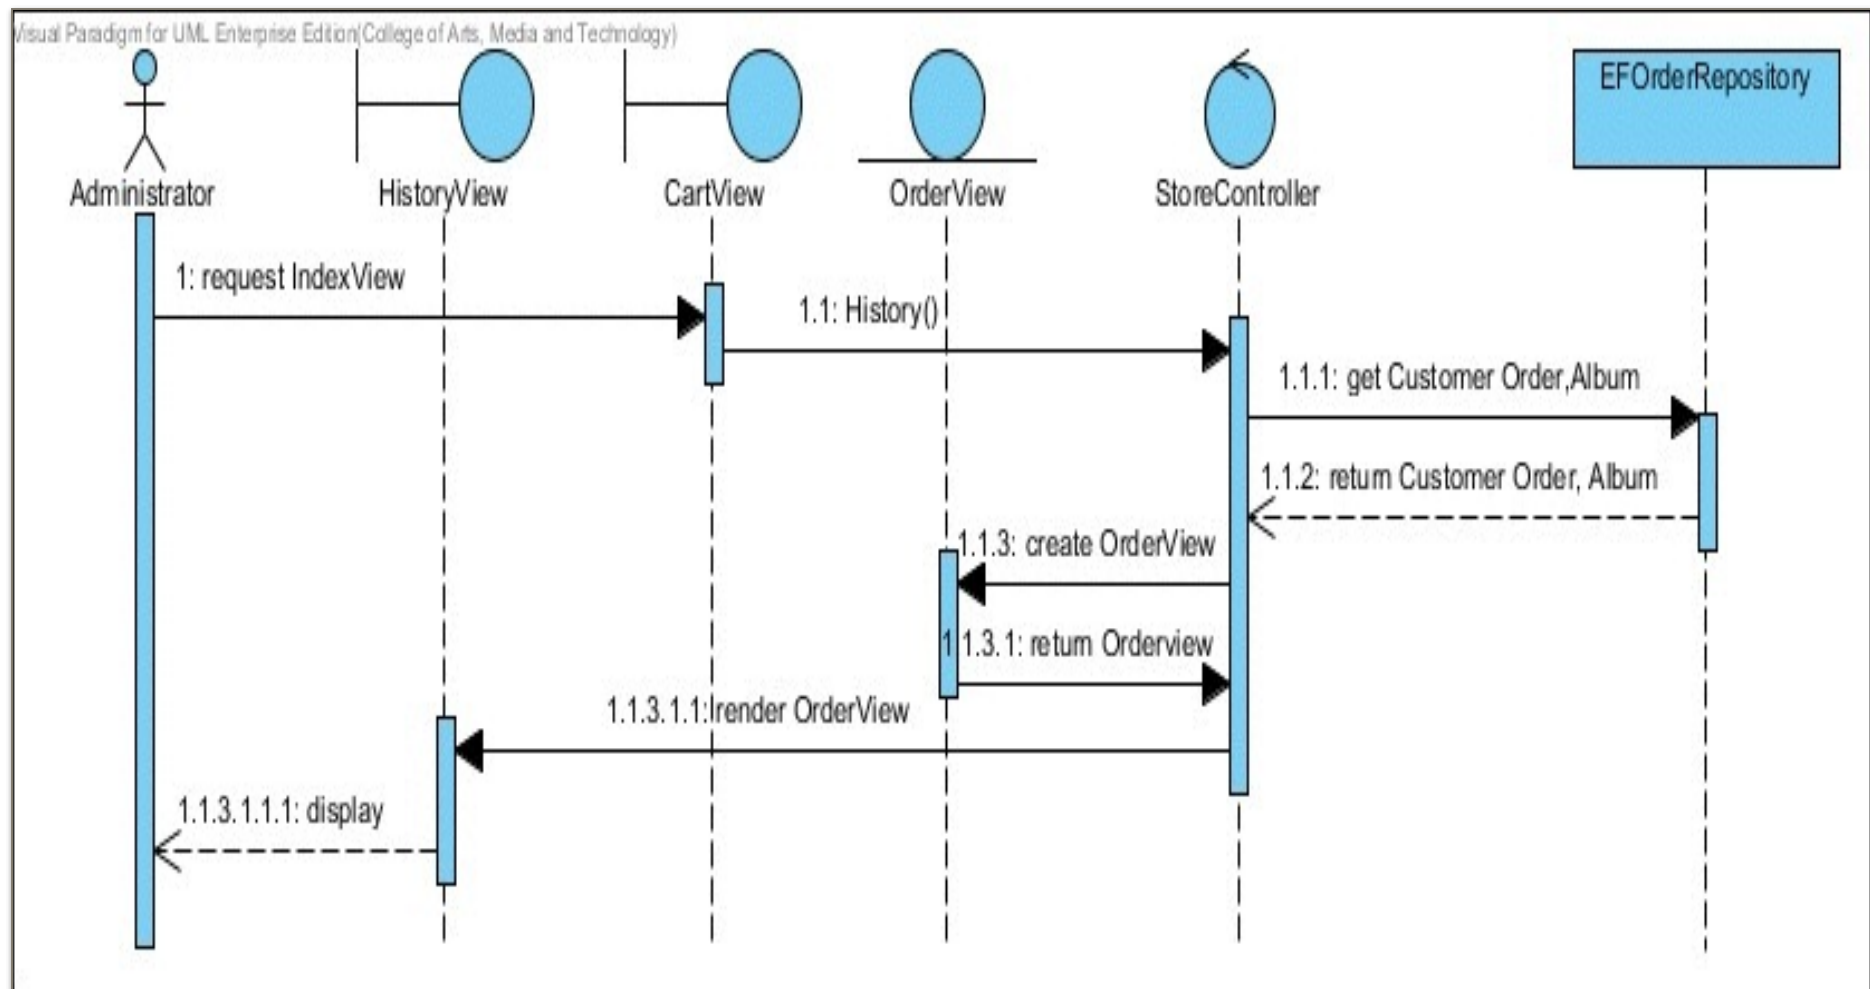 Visual Paradigm for UML Enterprise Edition(College of Arts, Media and Technology)
EFOrderRepository
Administrator
HistoryView
CartView
OrderView
StoreController
1: request IndexView
1.1: History()
1.1.1: get Customer Order,Album
1.1.2: return Customer Order, Album
1.1.3: create OrderView
1.1.3.1: return Orderview
1.1.3.1.1: render OrderView
1.1.3.1.1.1: display